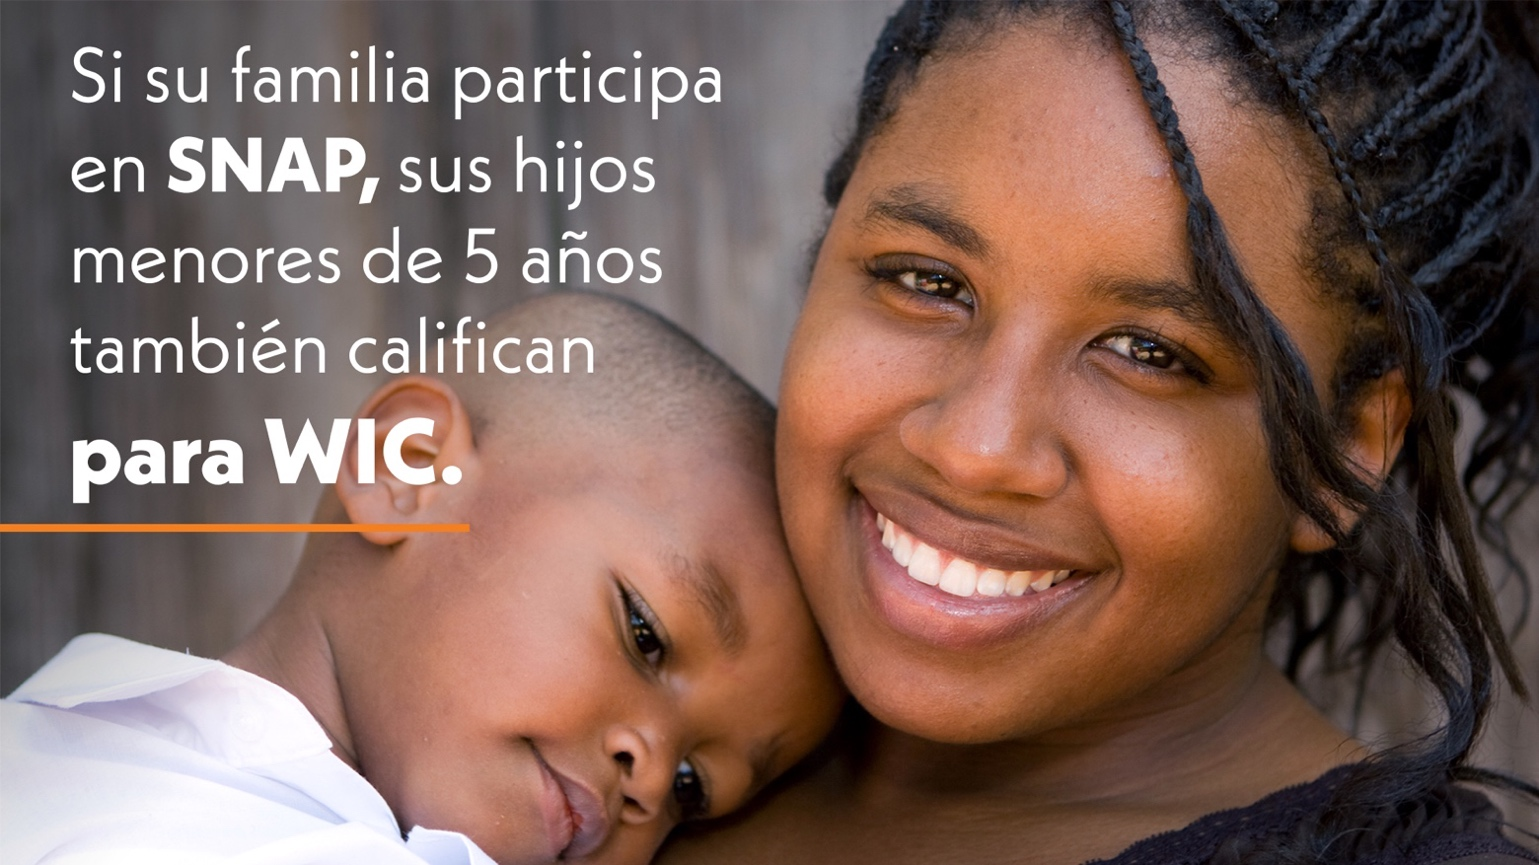 Si su familia participa
en SNAP, sus hijos
menores de 5 años
también califican
para WIC.